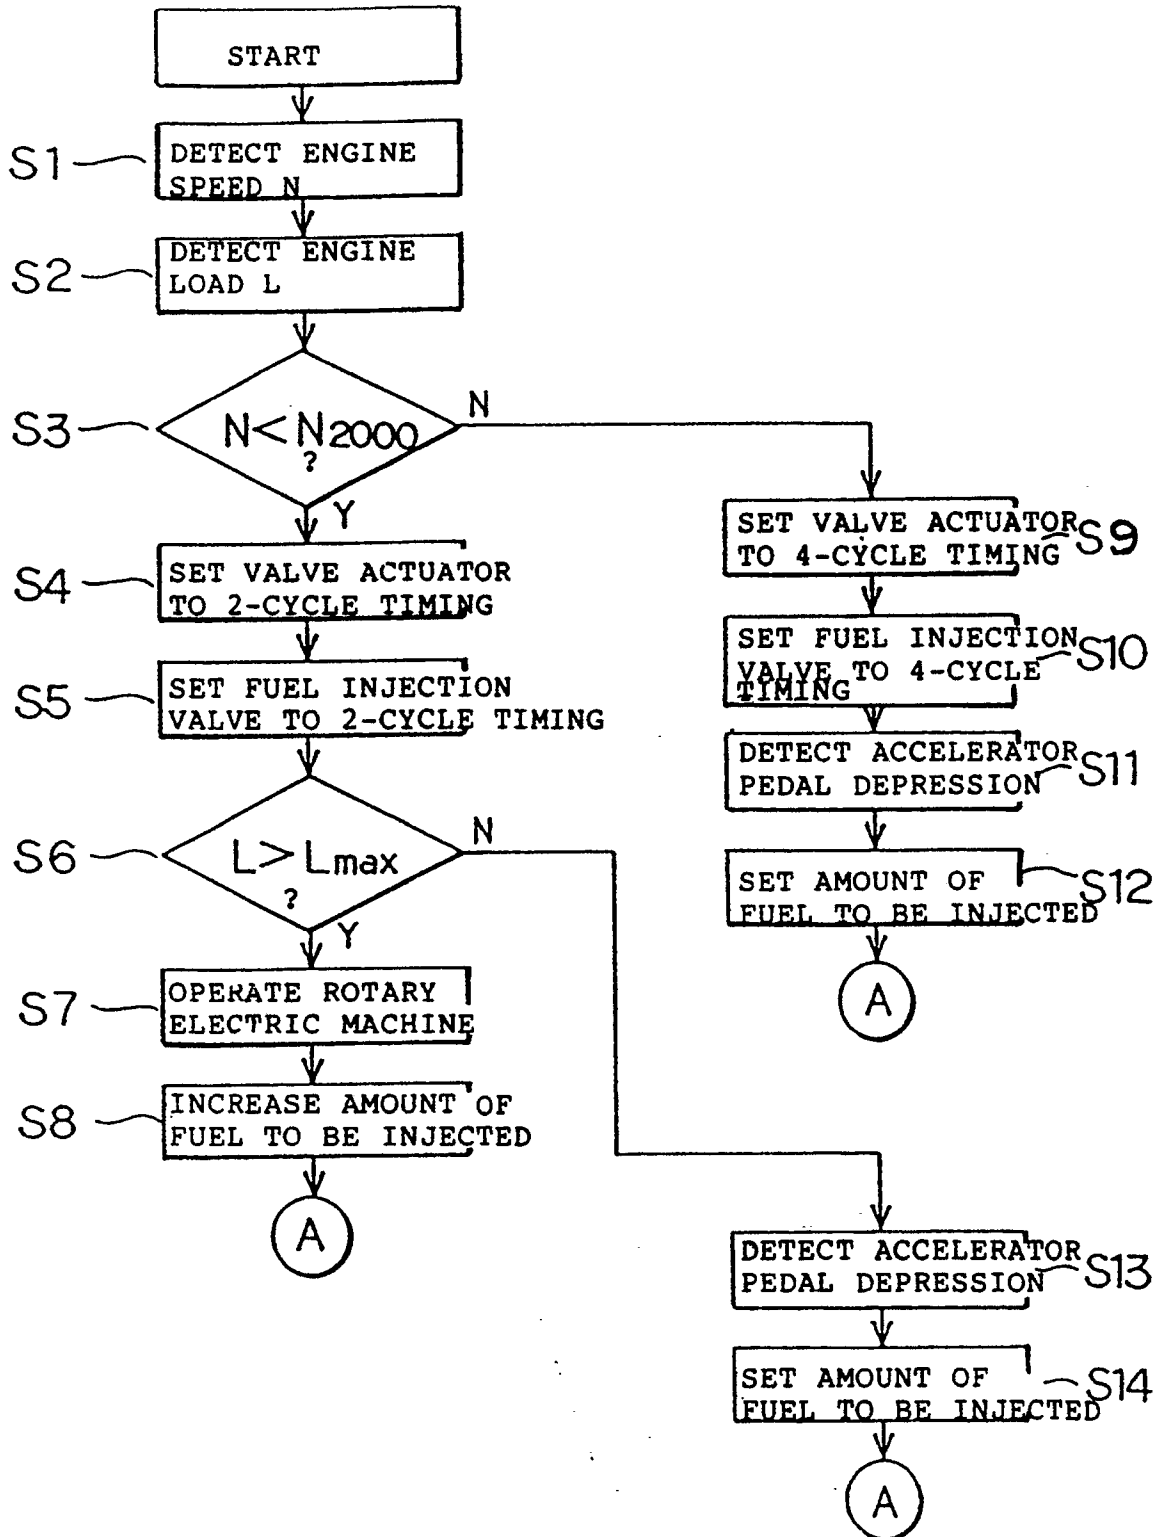 START
S1
DETECT ENGINE
SPEED N
S2
DETECT ENGINE
LOAD L
S3
N<N2000
?
N
Y
S4
SET VALVE ACTUATOR
TO 2-CYCLE TIMING
S5
SET FUEL INJECTION
VALVE TO 2-CYCLE TIMING
S6
L>Lmax
?
N
Y
S7
OPERATE ROTARY
ELECTRIC MACHINE
S8
INCREASE AMOUNT OF
FUEL TO BE INJECTED
A
SET VALVE ACTUATOR
TO 4-CYCLE TIMING
S9
SET FUEL INJECTION
VALVE TO 4-CYCLE
TIMING
S10
DETECT ACCELERATOR
PEDAL DEPRESSION
S11
SET AMOUNT OF
FUEL TO BE INJECTED
S12
A
DETECT ACCELERATOR
PEDAL DEPRESSION
S13
SET AMOUNT OF
FUEL TO BE INJECTED
S14
A